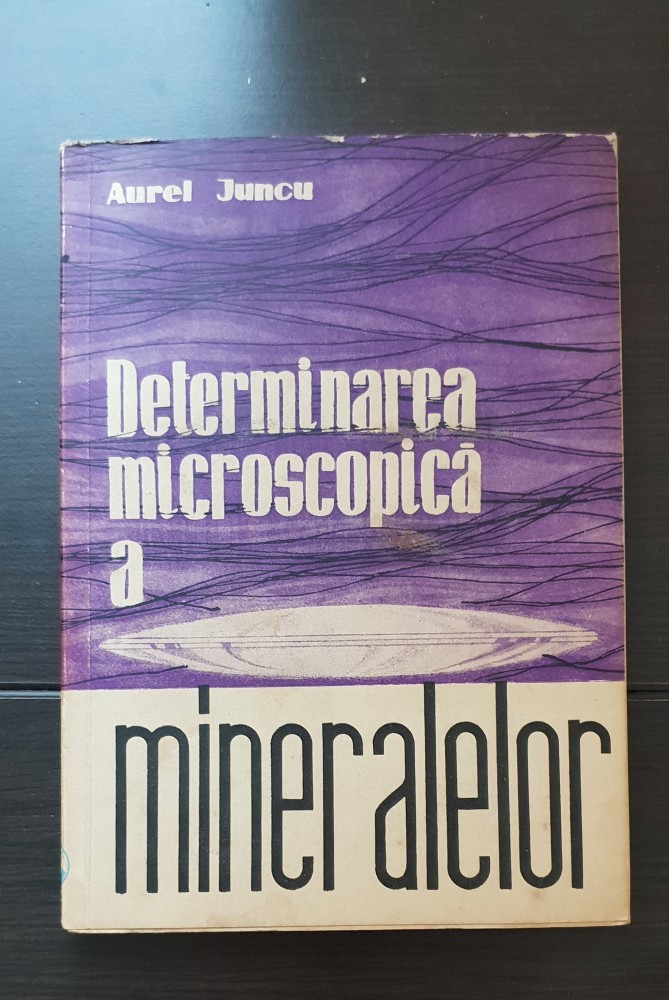 Aurel Juncu
Determinarea
microscopică
a
mineralelor